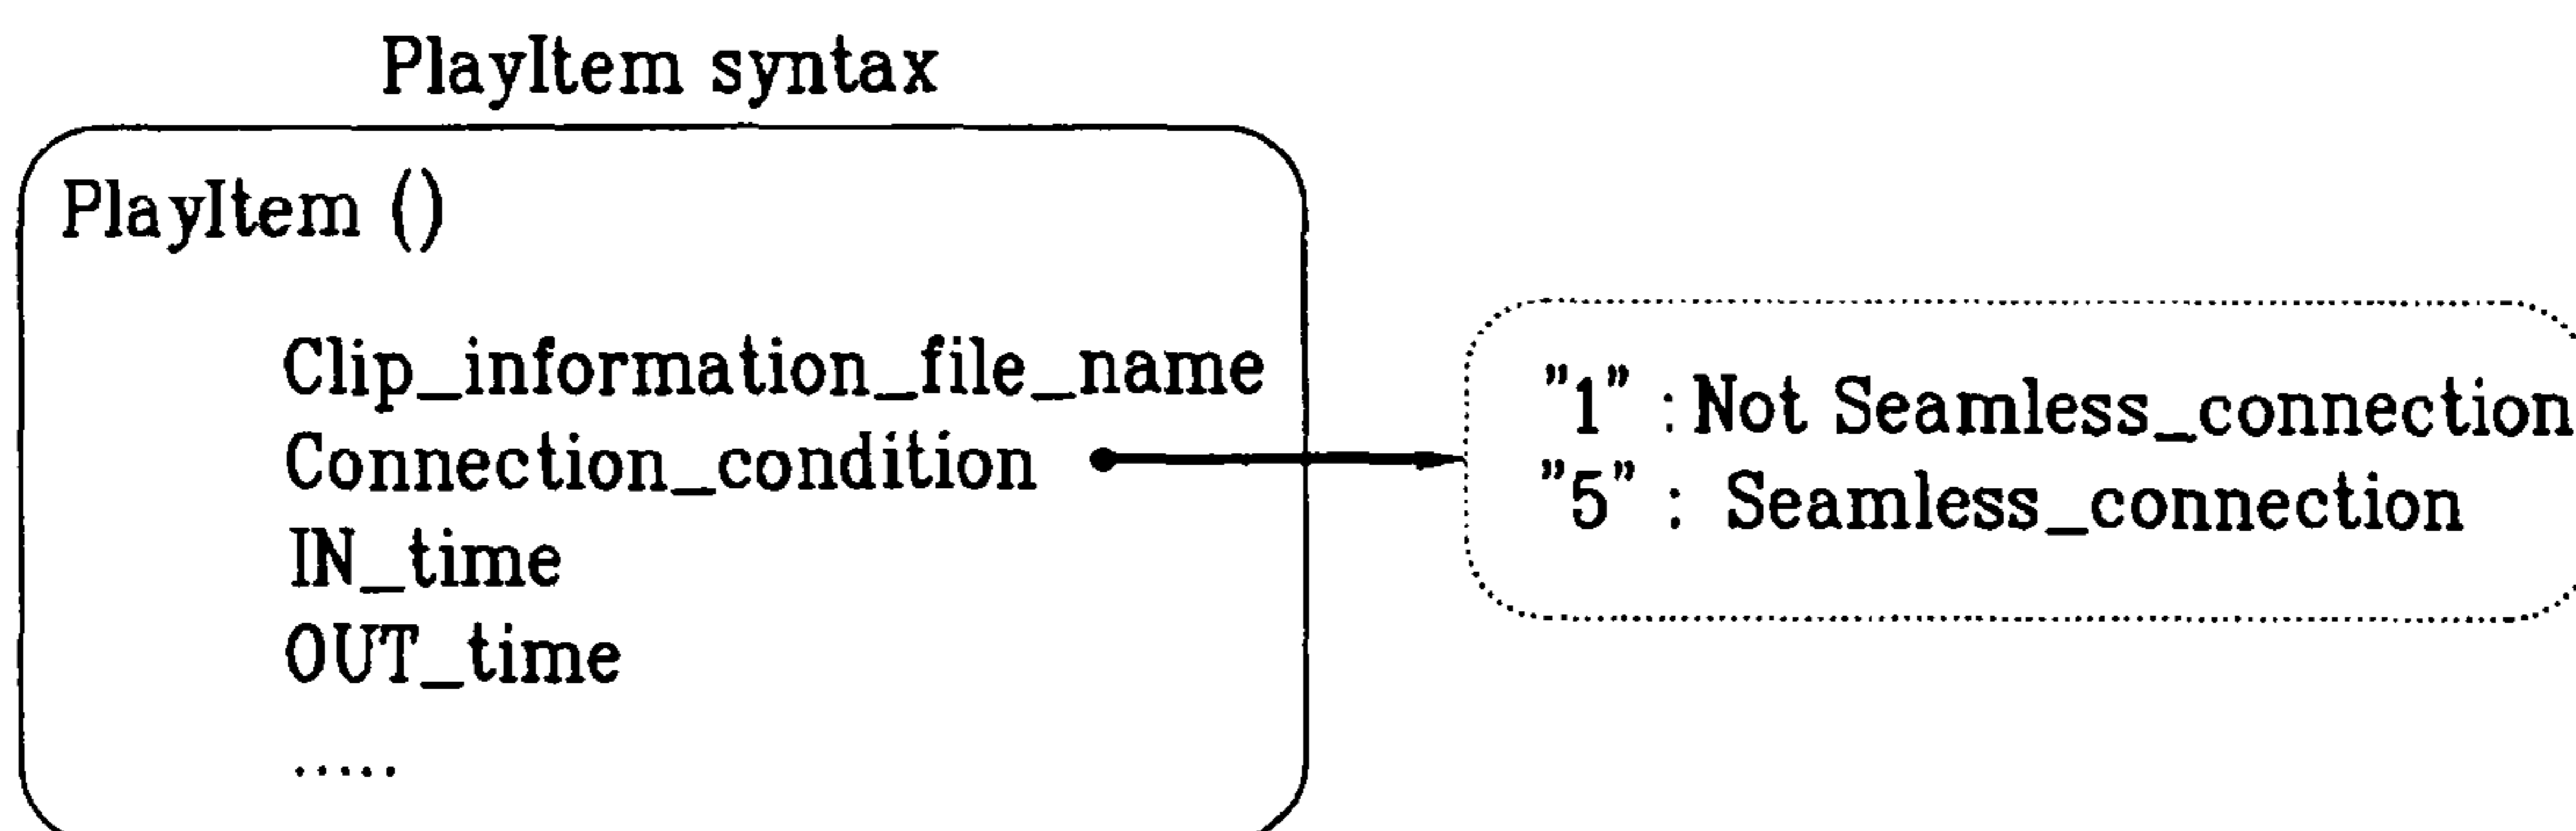 PlayItem syntax
PlayItem ()
Clip_information_file_name
Connection_condition
IN_time
OUT_time
.....
"1" : Not Seamless_connection
"5" : Seamless_connection